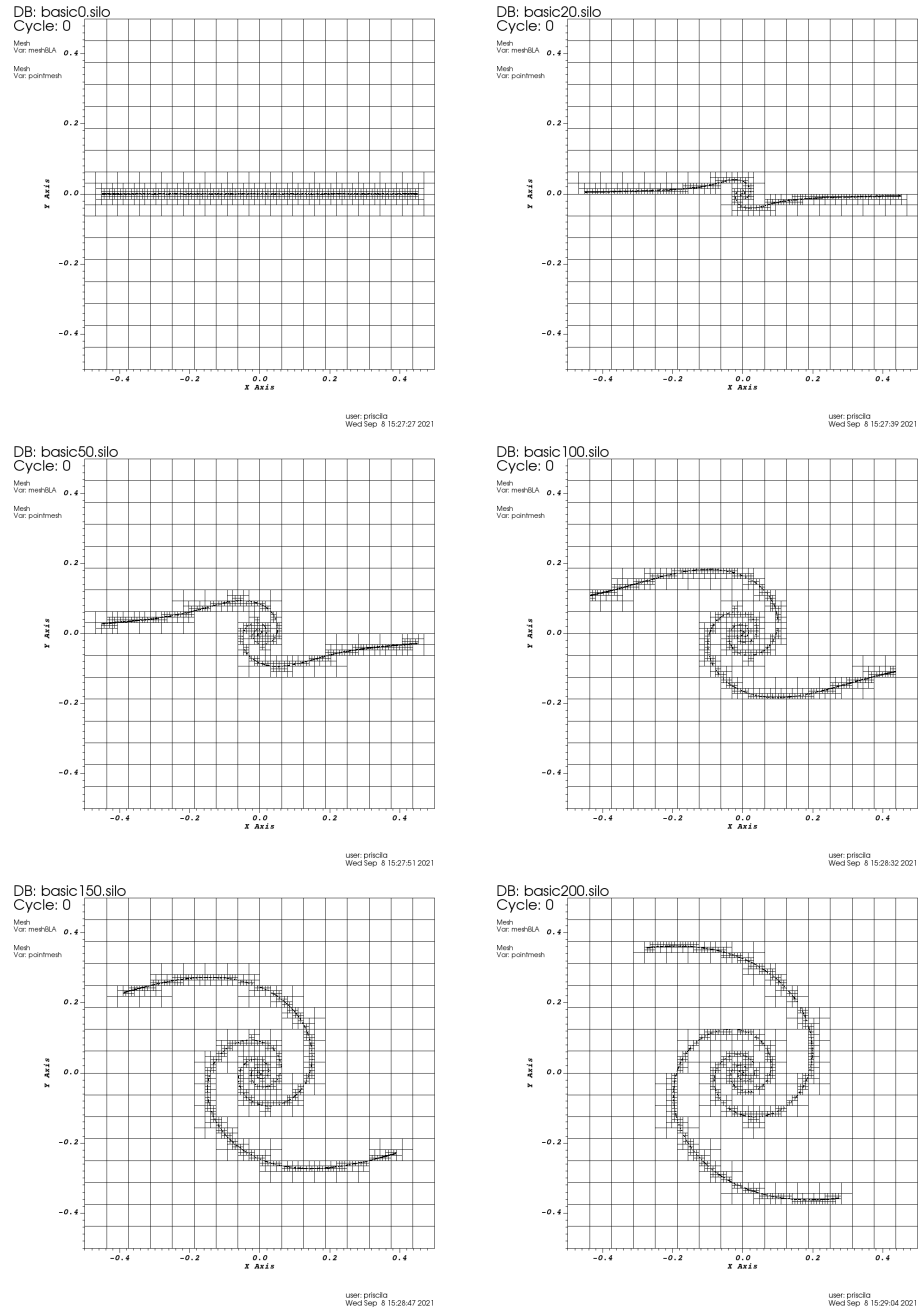 DB: basic0.silo
Cycle: 0
Mesh
Var: meshBLA
Mesh
Var: pointmesh
0.4
0.2
0.0
-0.2
-0.4
Y Axis
-0.4 -0.2 0.0 0.2 0.4
X Axis
user: priscila
Wed Sep 8 15:27:27 2021
DB: basic20.silo
Cycle: 0
Mesh
Var: meshBLA
Mesh
Var: pointmesh
0.4
0.2
0.0
-0.2
-0.4
Y Axis
-0.4 -0.2 0.0 0.2 0.4
X Axis
user: priscila
Wed Sep 8 15:27:39 2021
DB: basic50.silo
Cycle: 0
Mesh
Var: meshBLA
Mesh
Var: pointmesh
0.4
0.2
0.0
-0.2
-0.4
Y Axis
-0.4 -0.2 0.0 0.2 0.4
X Axis
user: priscila
Wed Sep 8 15:27:51 2021
DB: basic100.silo
Cycle: 0
Mesh
Var: meshBLA
Mesh
Var: pointmesh
0.4
0.2
0.0
-0.2
-0.4
Y Axis
-0.4 -0.2 0.0 0.2 0.4
X Axis
user: priscila
Wed Sep 8 15:28:32 2021
DB: basic150.silo
Cycle: 0
Mesh
Var: meshBLA
Mesh
Var: pointmesh
0.4
0.2
0.0
-0.2
-0.4
Y Axis
-0.4 -0.2 0.0 0.2 0.4
X Axis
user: priscila
Wed Sep 8 15:28:47 2021
DB: basic200.silo
Cycle: 0
Mesh
Var: meshBLA
Mesh
Var: pointmesh
0.4
0.2
0.0
-0.2
-0.4
Y Axis
-0.4 -0.2 0.0 0.2 0.4
X Axis
user: priscila
Wed Sep 8 15:29:04 2021